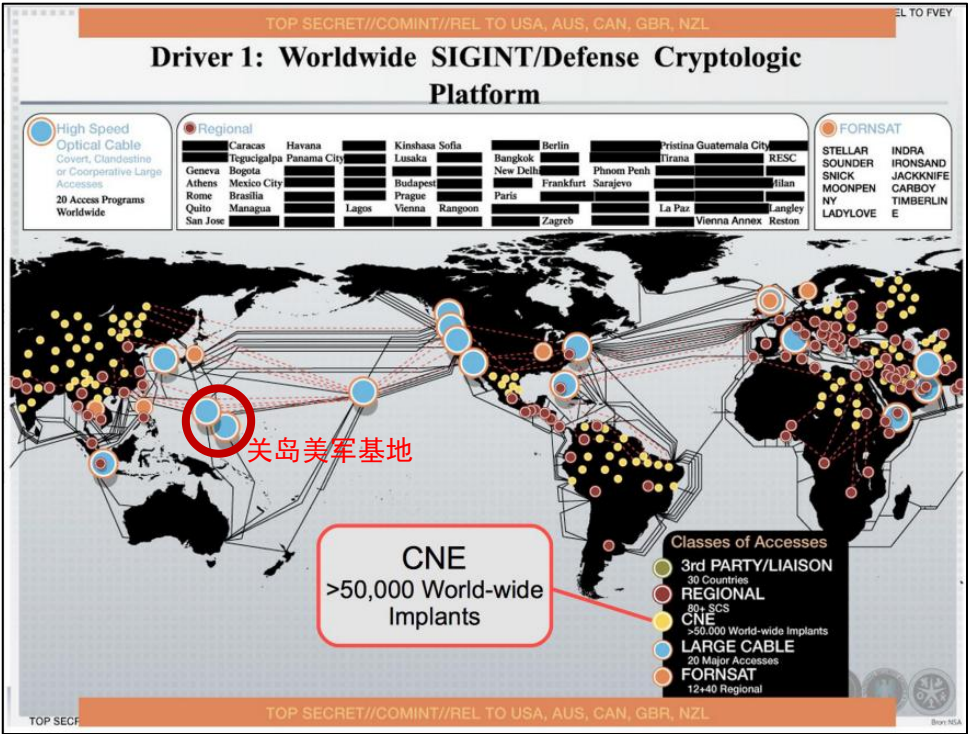 EL TO FVEY
TOP SECRET//COMINT//REL TO USA, AUS, CAN, GBR, NZL
Driver 1: Worldwide SIGINT/Defense Cryptologic
Platform
High Speed
Optical Cable
Covert, Clandestine
or Coorperative Large
Accesses
20 Access Programs
Worldwide
Regional
Caracas Havana Kinshasa Sofia Berlin Pristina Guatemala City
Tegucigalpa Panama City Lusaka Bangkok Tirana RESC
Geneva Bogota New Delhi Phnom Penh
Athens Mexico City Budapest Frankfurt Sarajevo Milan
Rome Brasilia Prague Paris
Quito Managua Lagos Vienna Rangoon La Paz Langley
San Jose Zagreb Vienna Annex Reston
FORNSAT
STELLAR INDRA
SOUNDER IRONSAND
SNICK JACKKNIFE
MOONPEN CARBOY
NY TIMBERLIN
LADYLOVE E
关岛美军基地
CNE
>50,000 World-wide
Implants
Classes of Accesses
3rd PARTY/LIAISON
30 Countries
REGIONAL
80+ SCS
CNE
>50.000 World-wide Implants
LARGE CABLE
20 Major Accesses
FORNSAT
12+40 Regional
TOP SECR
TOP SECRET//COMINT//REL TO USA, AUS, CAN, GBR, NZL
Bron: NSA